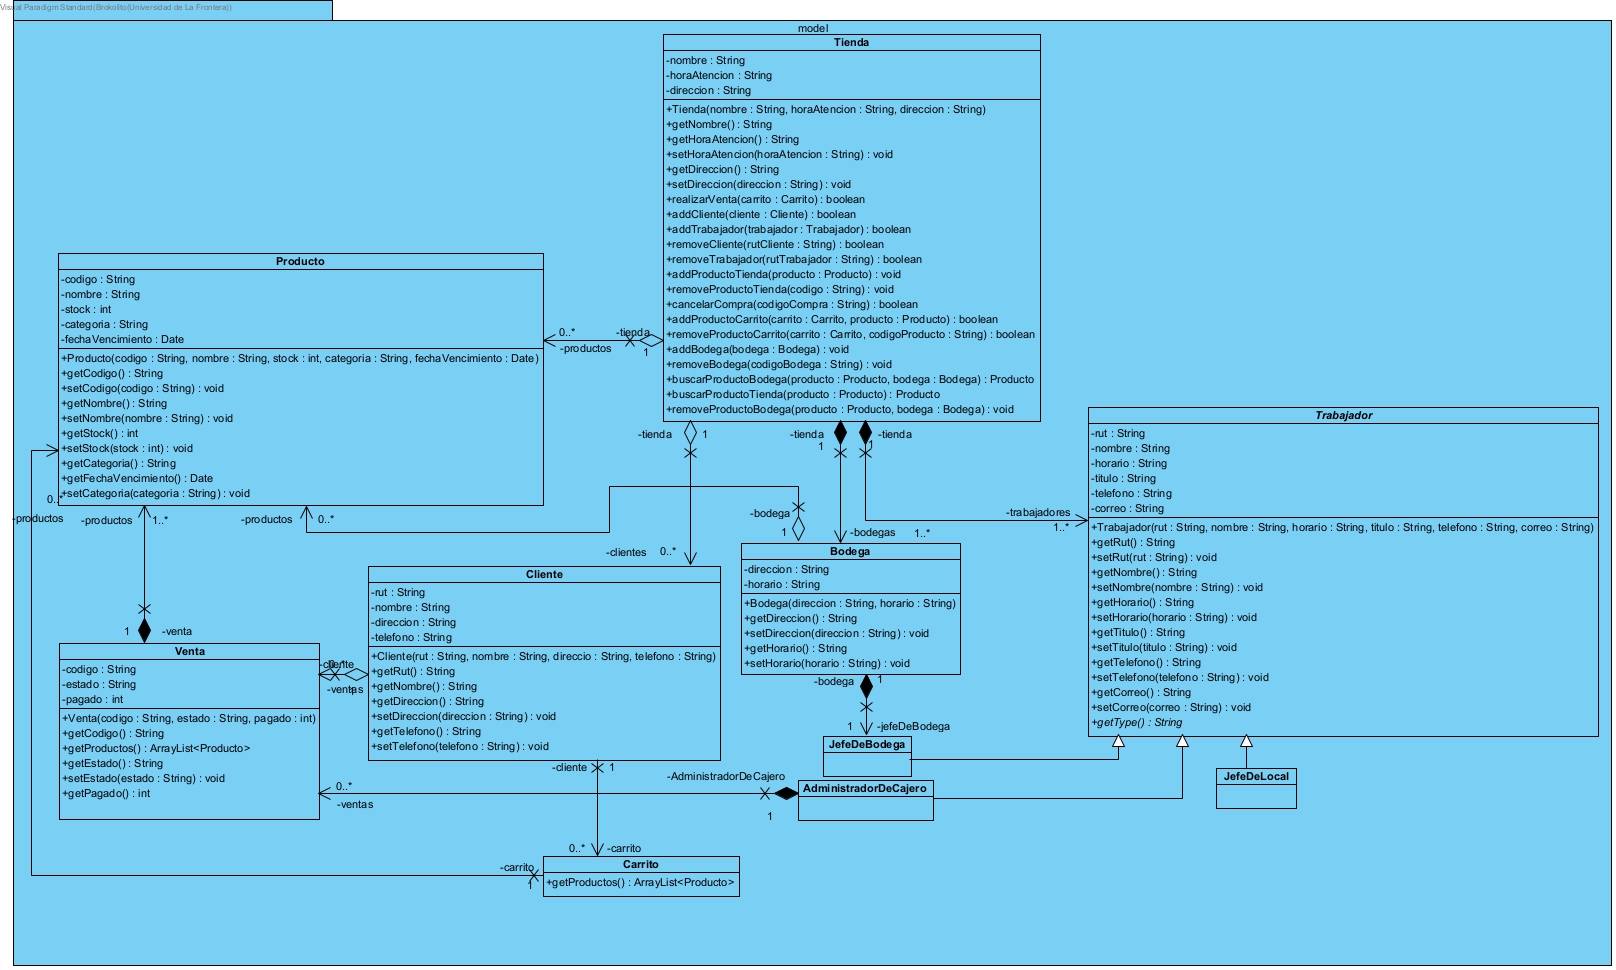 Visual Paradigm Standard(Brokolito(Universidad de La Frontera))
model
Tienda
-nombre : String
-horaAtencion : String
-direccion : String
+Tienda(nombre : String, horaAtencion : String, direccion : String)
+getNombre() : String
+getHoraAtencion() : String
+setHoraAtencion(horaAtencion : String) : void
+getDireccion() : String
+setDireccion(direccion : String) : void
+realizarVenta(carrito : Carrito) : boolean
+addCliente(cliente : Cliente) : boolean
+addTrabajador(trabajador : Trabajador) : boolean
+removeCliente(rutCliente : String) : boolean
+removeTrabajador(rutTrabajador : String) : boolean
+addProductoTienda(producto : Producto) : void
+removeProductoTienda(codigo : String) : void
+cancelarCompra(codigoCompra : String) : boolean
+addProductoCarrito(carrito : Carrito, producto : Producto) : boolean
+removeProductoCarrito(carrito : Carrito, codigoProducto : String) : boolean
+addBodega(bodega : Bodega) : void
+removeBodega(codigoBodega : String) : void
+buscarProductoBodega(producto : Producto, bodega : Bodega) : Producto
+buscarProductoTienda(producto : Producto) : Producto
+removeProductoBodega(producto : Producto, bodega : Bodega) : void
Producto
-codigo : String
-nombre : String
-stock : int
-categoria : String
-fechaVencimiento : Date
+Producto(codigo : String, nombre : String, stock : int, categoria : String, fechaVencimiento : Date)
+getCodigo() : String
+setCodigo(codigo : String) : void
+getNombre() : String
+setNombre(nombre : String) : void
+getStock() : int
+setStock(stock : int) : void
+getCategoria() : String
+getFechaVencimiento() : Date
+setCategoria(categoria : String) : void
0..*
-tienda
-productos
1
-tienda
1
-tienda
1
-tienda
1
Trabajador
-rut : String
-nombre : String
-horario : String
-titulo : String
-telefono : String
-correo : String
+Trabajador(rut : String, nombre : String, horario : String, titulo : String, telefono : String, correo : String)
+getRut() : String
+setRut(rut : String) : void
+getNombre() : String
+setNombre(nombre : String) : void
+getHorario() : String
+setHorario(horario : String) : void
+getTitulo() : String
+setTitulo(titulo : String) : void
+getTelefono() : String
+setTelefono(telefono : String) : void
+getCorreo() : String
+setCorreo(correo : String) : void
+getType() : String
-trabajadores
1..*
0..*
-productos
-productos
1..*
-productos
0..*
-bodega
1
-bodegas
1..*
-clientes
0..*
Bodega
-direccion : String
-horario : String
+Bodega(direccion : String, horario : String)
+getDireccion() : String
+setDireccion(direccion : String) : void
+getHorario() : String
+setHorario(horario : String) : void
Cliente
-rut : String
-nombre : String
-direccion : String
-telefono : String
+Cliente(rut : String, nombre : String, direccio : String, telefono : String)
+getRut() : String
+getNombre() : String
+getDireccion() : String
+setDireccion(direccion : String) : void
+getTelefono() : String
+setTelefono(telefono : String) : void
1
-venta
Venta
-codigo : String
-estado : String
-pagado : int
+Venta(codigo : String, estado : String, pagado : int)
+getCodigo() : String
+getProductos() : ArrayList<Producto>
+getEstado() : String
+setEstado(estado : String) : void
+getPagado() : int
-cliente
-ventas
-bodega
1
1
-jefeDeBodega
JefeDeBodega
JefeDeLocal
-cliente
1
-AdministradorDeCajero
AdministradorDeCajero
1
0..*
-ventas
0..*
-carrito
Carrito
+getProductos() : ArrayList<Producto>
-carrito
1